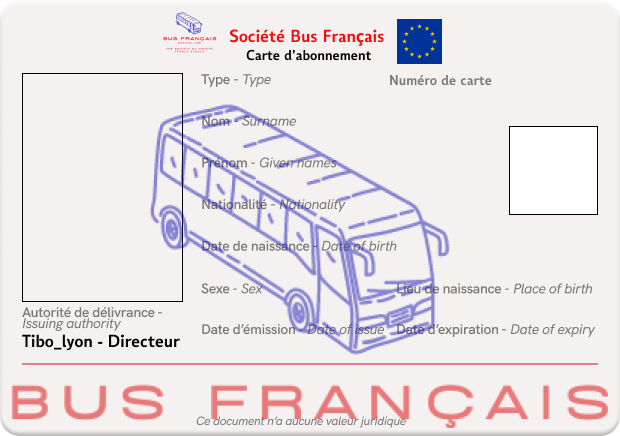 BUS FRANÇAIS
Société Bus Français
Carte d'abonnement
Type - Type
Numéro de carte
Nom - Surname
Prénom - Given names
Nationalité - Nationality
Date de naissance - Date of birth
Sexe - Sex
Lieu de naissance - Place of birth
Autorité de délivrance -
Issuing authority
Tibo_lyon - Directeur
Date d'émission - Date of issue
Date d'expiration - Date of expiry
BUS FRANÇAIS
Ce document n'a aucune valeur juridique